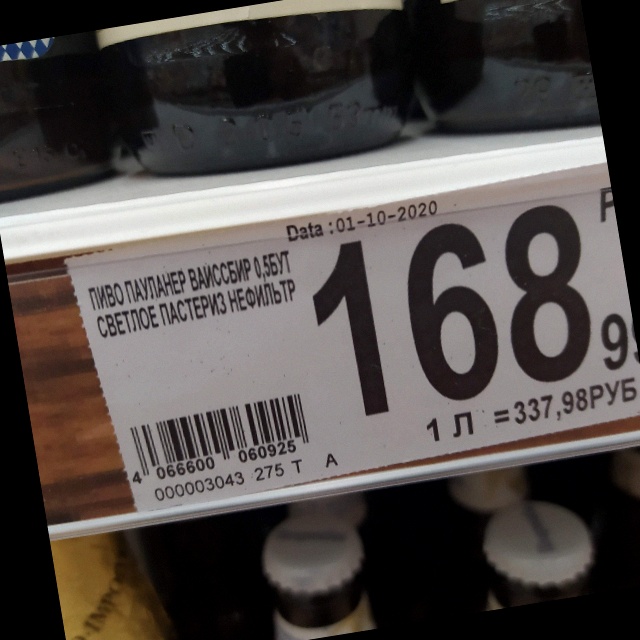 Data :01-10-2020
ПИВО ПАУЛАНЕР ВАИССБИР 0,5БУТ
СВЕТЛОЕ ПАСТЕРИЗ НЕФИЛЬТР
168
1 Л =337,98РУБ
4 066600 060925
000003043 275 Т А